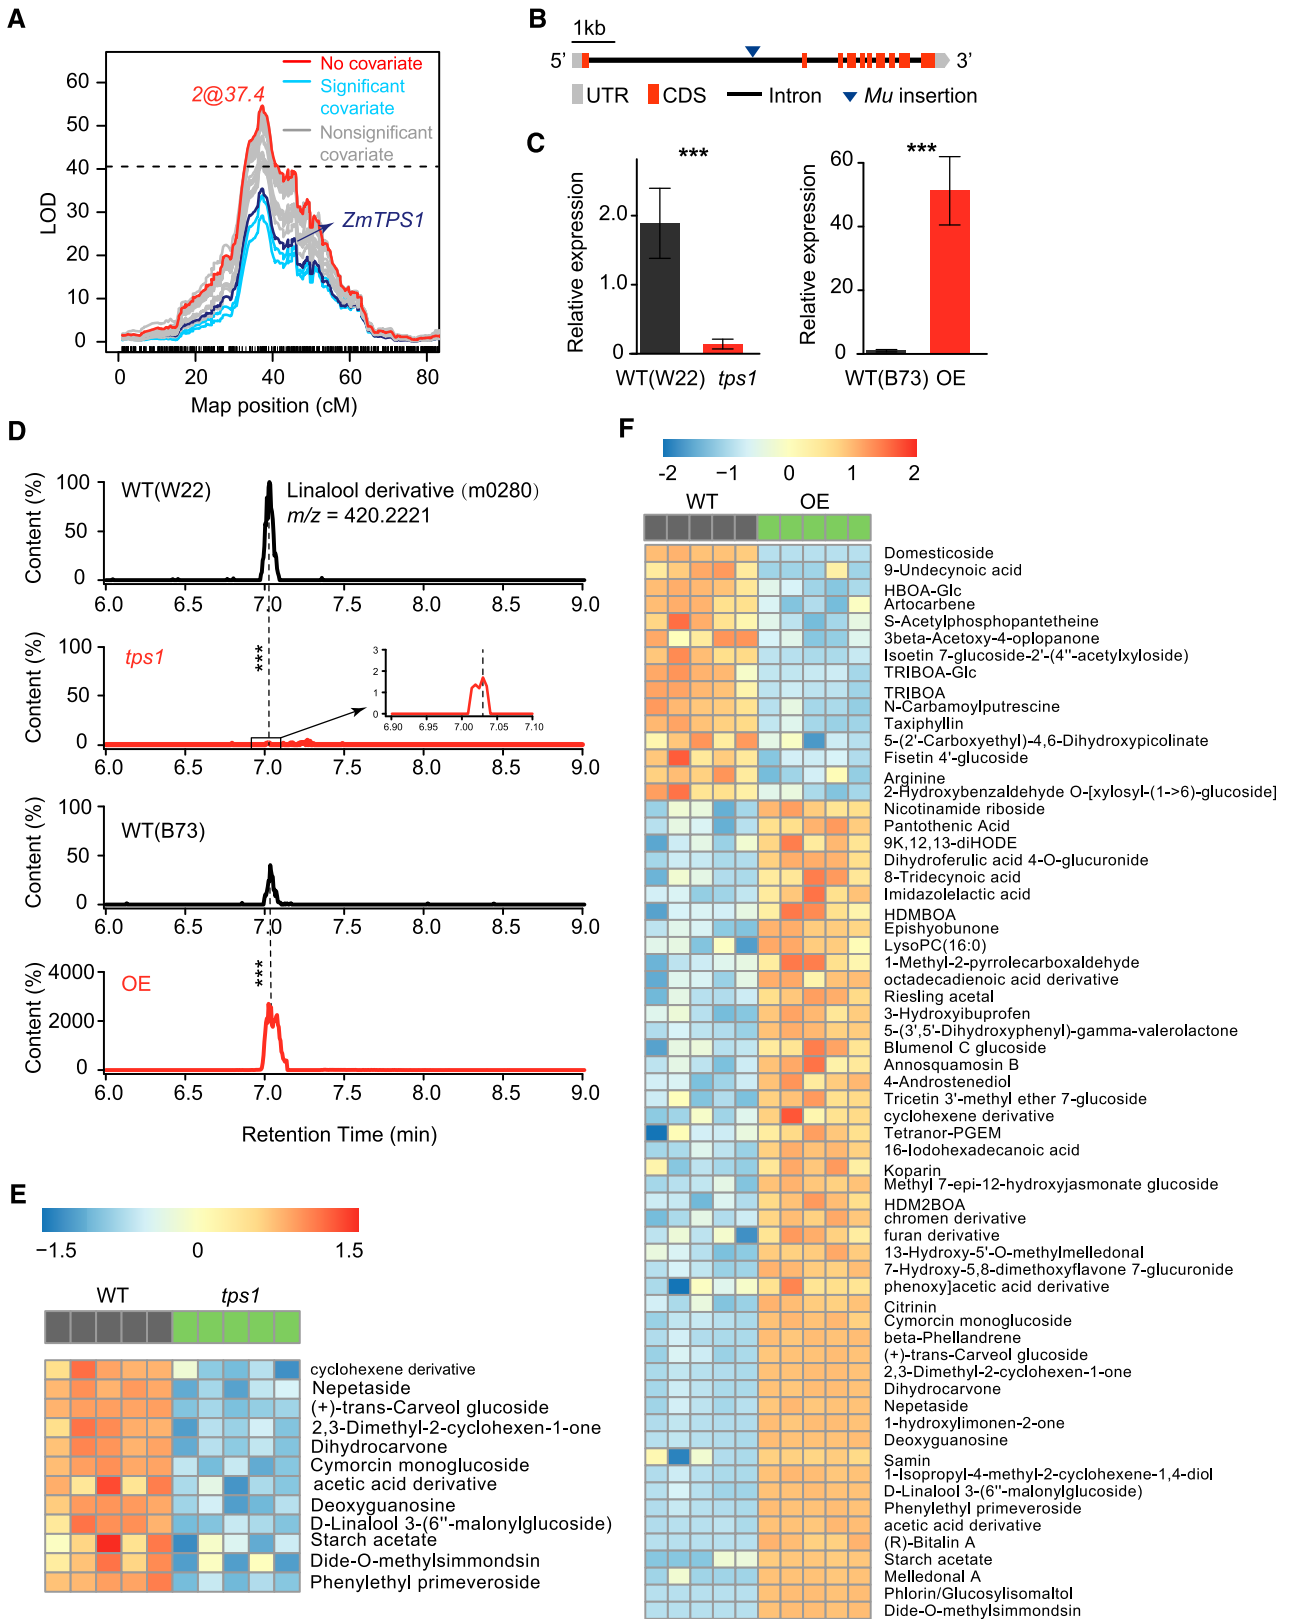 A
60
50
40
30
20
10
0
LOD
2@37.4
No covariate
Significant
covariate
Nonsignificant
covariate
ZmTPS1
0
20
40
60
80
Map position (cM)
B
1kb
5'
3'
UTR
CDS
Intron
Mu insertion
C
Relative expression
2.0
1.0
0
***
WT(W22)
tps1
Relative expression
60
40
20
0
***
WT(B73)
OE
D
Content (%)
100
50
0
WT(W22)
Linalool derivative (m0280)
m/z = 420.2221
6.0 6.5 7.0 7.5 8.0 8.5 9.0
Content (%)
100
50
0
tps1
***
3
2
1
0
6.90 6.95 7.00 7.05 7.10
6.0 6.5 7.0 7.5 8.0 8.5 9.0
Content (%)
100
50
0
WT(B73)
6.0 6.5 7.0 7.5 8.0 8.5 9.0
Content (%)
4000
2000
0
OE
***
6.0 6.5 7.0 7.5 8.0 8.5 9.0
Retention Time (min)
E
−1.5 0 1.5
WT tps1
cyclohexene derivative
Nepetaside
(+)-trans-Carveol glucoside
2,3-Dimethyl-2-cyclohexen-1-one
Dihydrocarvone
Cymorcin monoglucoside
acetic acid derivative
Deoxyguanosine
D-Linalool 3-(6''-malonylglucoside)
Starch acetate
Dide-O-methylsimmondsin
Phenylethyl primeveroside
F
-2 −1 0 1 2
WT OE
Domesticoside
9-Undecynoic acid
HBOA-Glc
Artocarbene
S-Acetylphosphopantetheine
3beta-Acetoxy-4-oplopanone
Isoetin 7-glucoside-2'-(4''-acetylxyloside)
TRIBOA-Glc
TRIBOA
N-Carbamoylputrescine
Taxiphyllin
5-(2'-Carboxyethyl)-4,6-Dihydroxypicolinate
Fisetin 4'-glucoside
Arginine
2-Hydroxybenzaldehyde O-[xylosyl-(1->6)-glucoside]
Nicotinamide riboside
Pantothenic Acid
9K,12,13-diHODE
Dihydroferulic acid 4-O-glucuronide
8-Tridecynoic acid
Imidazolelactic acid
HDMBOA
Epishyobunone
LysoPC(16:0)
1-Methyl-2-pyrrolecarboxaldehyde
octadecadienoic acid derivative
Riesling acetal
3-Hydroxyibuprofen
5-(3',5'-Dihydroxyphenyl)-gamma-valerolactone
Blumenol C glucoside
Annosquamosin B
4-Androstenediol
Tricetin 3'-methyl ether 7-glucoside
cyclohexene derivative
Tetranor-PGEM
16-Iodohexadecanoic acid
Koparin
Methyl 7-epi-12-hydroxyjasmonate glucoside
HDM2BOA
chromen derivative
furan derivative
13-Hydroxy-5'-O-methylmelledonal
7-Hydroxy-5,8-dimethoxyflavone 7-glucuronide
phenoxy]acetic acid derivative
Citrinin
Cymorcin monoglucoside
beta-Phellandrene
(+)-trans-Carveol glucoside
2,3-Dimethyl-2-cyclohexen-1-one
Dihydrocarvone
Nepetaside
1-hydroxylimonen-2-one
Deoxyguanosine
Samin
1-Isopropyl-4-methyl-2-cyclohexene-1,4-diol
D-Linalool 3-(6''-malonylglucoside)
Phenylethyl primeveroside
acetic acid derivative
(R)-Bitalin A
Starch acetate
Melledonal A
Phlorin/Glucosylisomaltol
Dide-O-methylsimmondsin